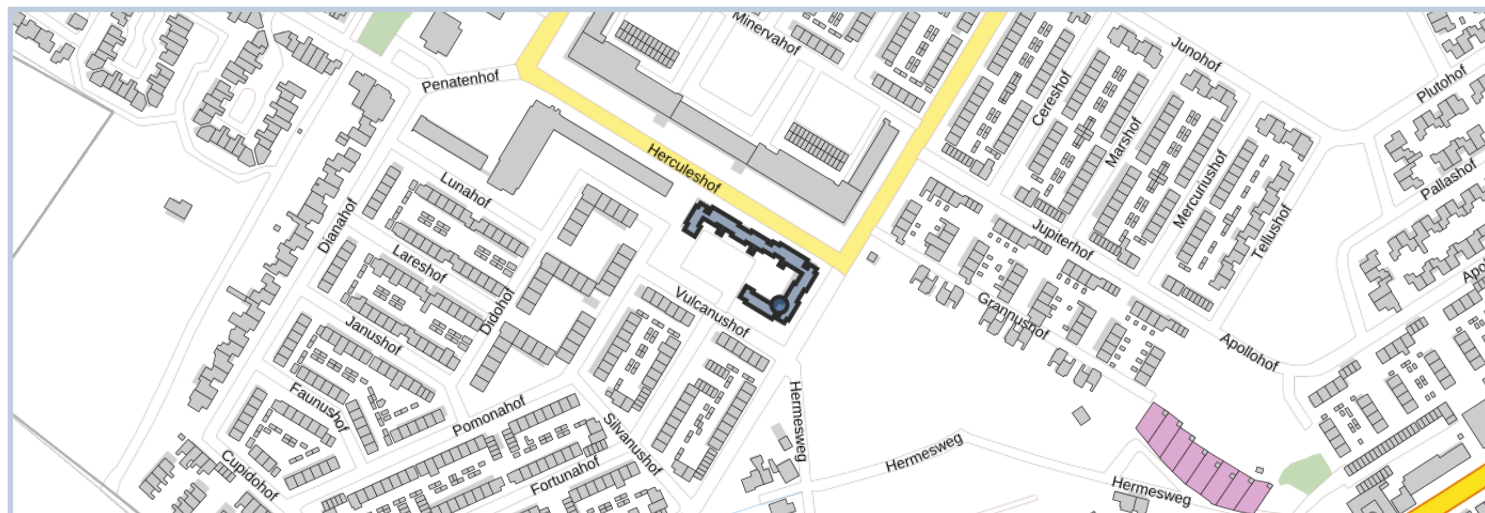 Minervahof
Junohof
Penatenhof
Plutohof
Cereshof
Marshof
Herculeshof
Lunahof
Mercuriushof
Pallashof
Dianahof
Jupiterhof
Tellushof
Lareshof
Apo
Vulcanushof
Didohof
Grannushof
Janushof
Apollohof
Faunushof
Hermesweg
Pomonahof
Silvanushof
Hermesweg
Cupidohof
Fortunahof
Hermesweg